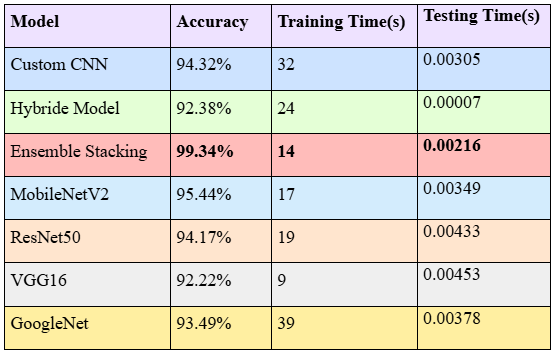 Model Accuracy Training Time(s) Testing Time(s)
Custom CNN 94.32% 32 0.00305
Hybride Model 92.38% 24 0.00007
Ensemble Stacking 99.34% 14 0.00216
MobileNetV2 95.44% 17 0.00349
ResNet50 94.17% 19 0.00433
VGG16 92.22% 9 0.00453
GoogleNet 93.49% 39 0.00378